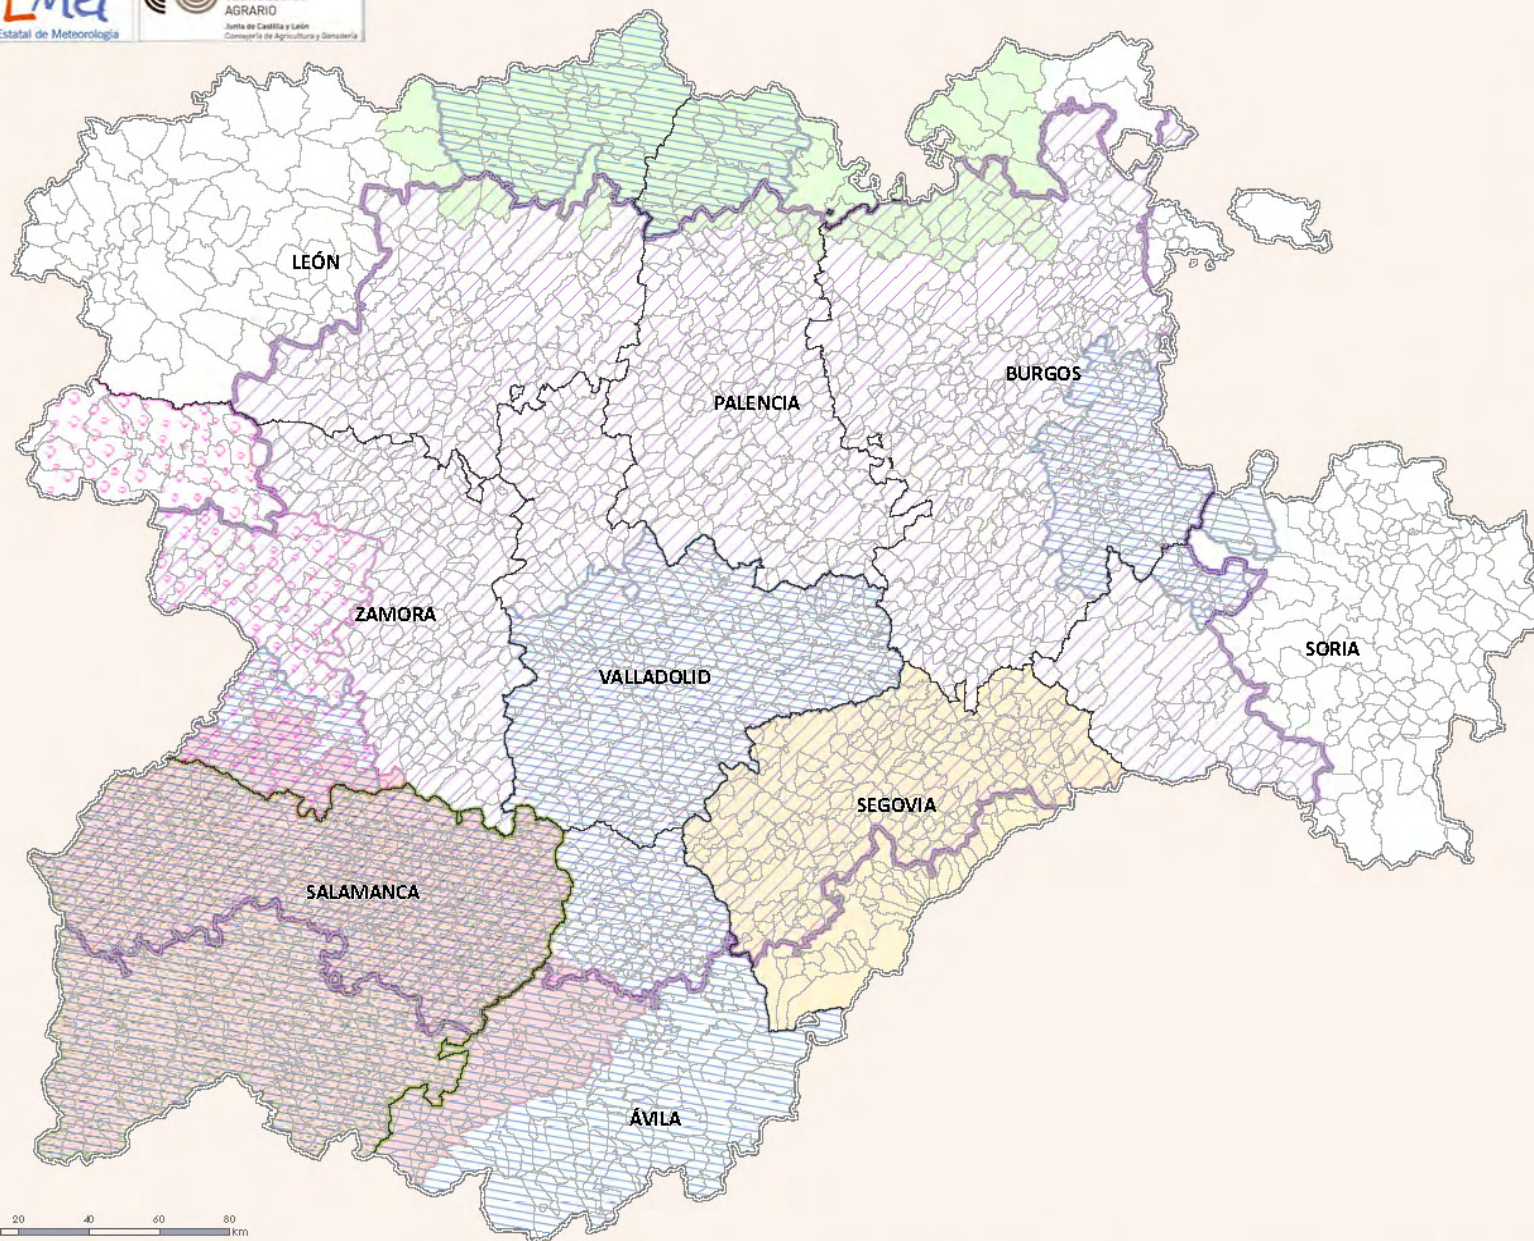 Estatal de Meteorología
AGRARIO
Junta de Castilla y León
Consejería de Agricultura y Ganadería
LEÓN
BURGOS
PALENCIA
ZAMORA
SORIA
VALLADOLID
SEGOVIA
SALAMANCA
ÁVILA
20 40 60 80
km